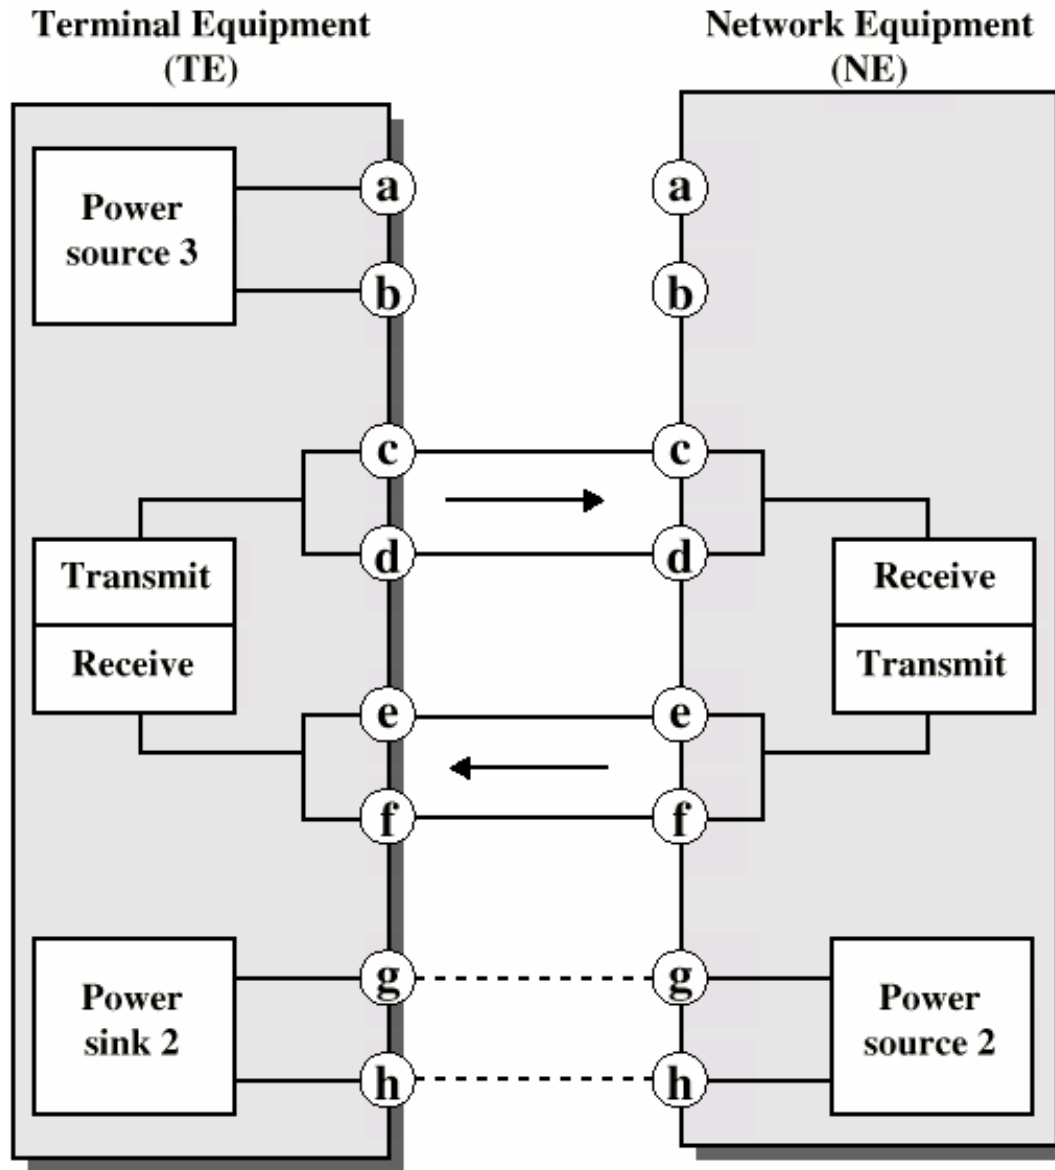 Terminal Equipment
(TE)
Network Equipment
(NE)
Power
source 3
a
b
c
d
Transmit
Receive
e
f
Power
sink 2
g
h
a
b
c
d
Receive
Transmit
e
f
g
h
Power
source 2